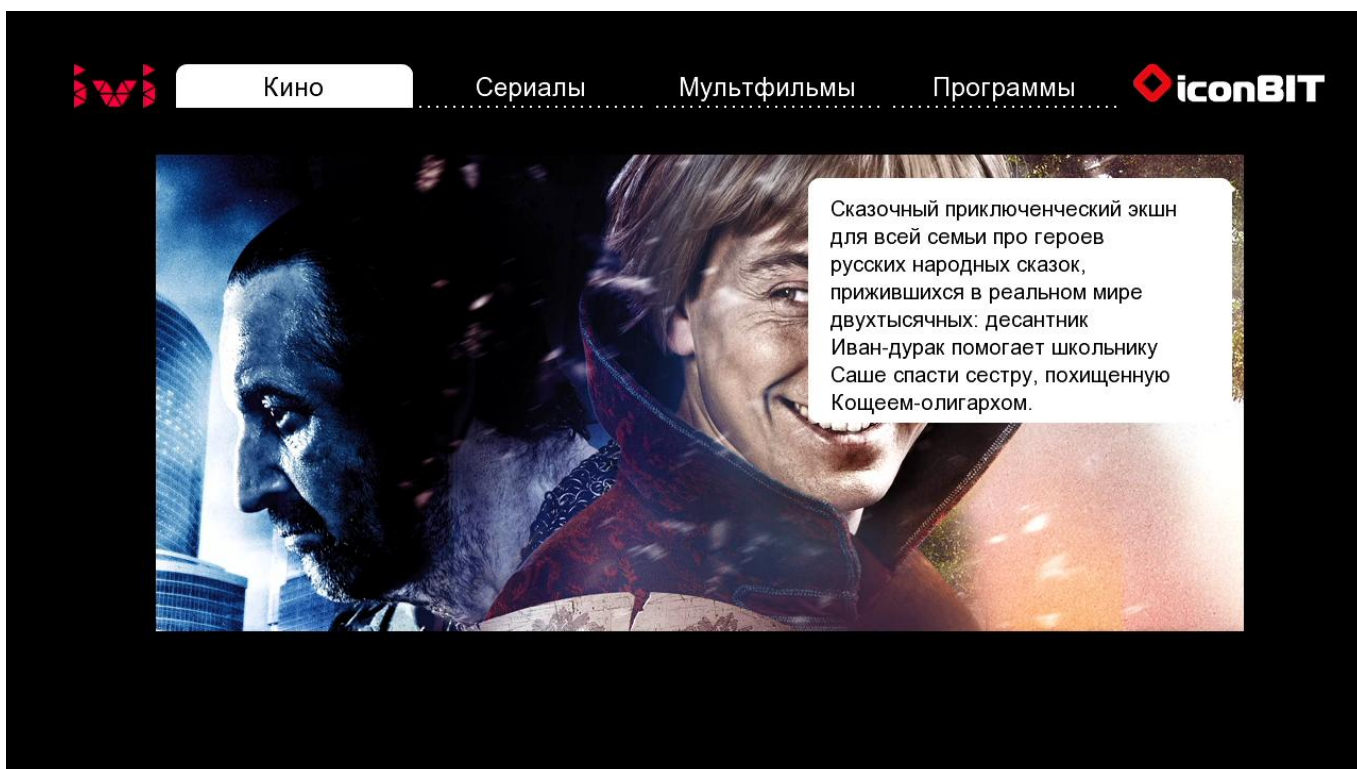 ivi
Кино
Сериалы
Мультфильмы
Программы
iconBIT
Сказочный приключенческий экшн
для всей семьи про героев
русских народных сказок,
прижившихся в реальном мире
двухтысячных: десантник
Иван-дурак помогает школьнику
Саше спасти сестру, похищенную
Кощеем-олигархом.